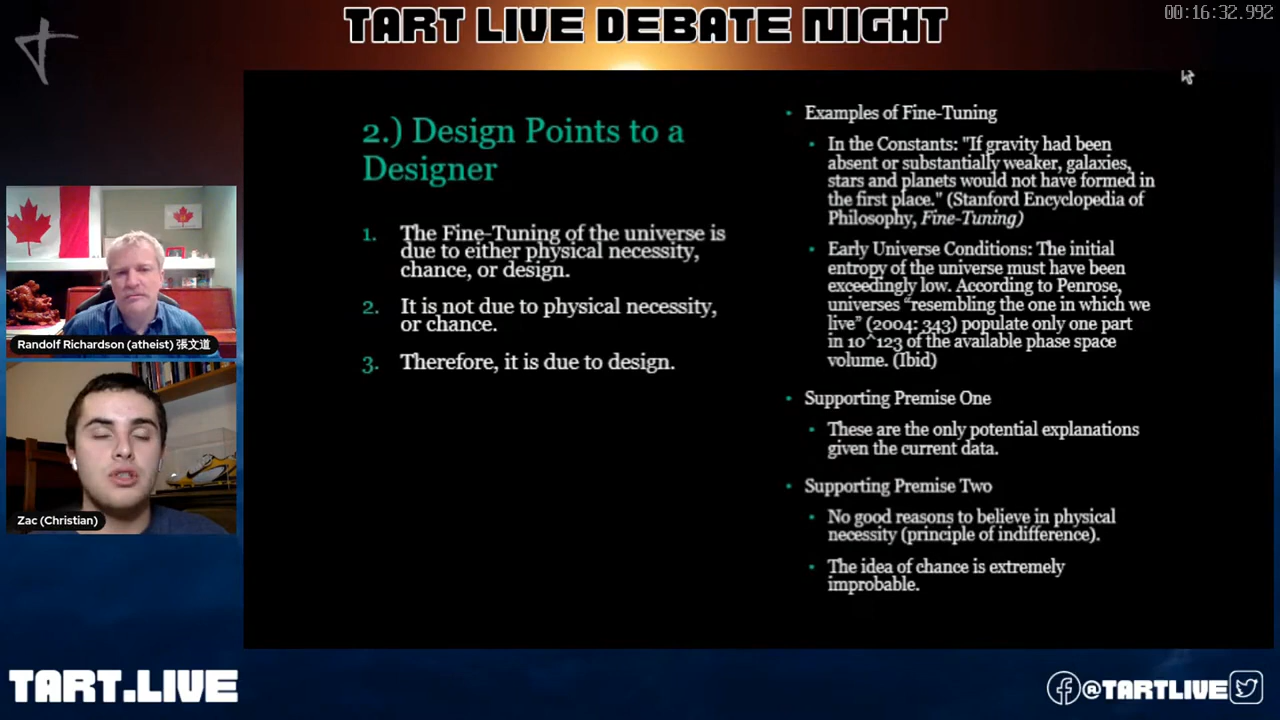 TART LIVE DEBATE NIGHT
00:16:32.992
2.) Design Points to a
Designer
1. The Fine-Tuning of the universe is
due to either physical necessity,
chance, or design.
2. It is not due to physical necessity,
or chance.
3. Therefore, it is due to design.
• Examples of Fine-Tuning
• In the Constants: "If gravity had been
absent or substantially weaker, galaxies,
stars and planets would not have formed in
the first place." (Stanford Encyclopedia of
Philosophy, Fine-Tuning)
• Early Universe Conditions: The initial
entropy of the universe must have been
exceedingly low. According to Penrose,
universes “resembling the one in which we
live” (2004: 343) populate only one part
in 10^123 of the available phase space
volume. (Ibid)
• Supporting Premise One
• These are the only potential explanations
given the current data.
• Supporting Premise Two
• No good reasons to believe in physical
necessity (principle of indifference).
• The idea of chance is extremely
improbable.
Randolf Richardson (atheist) 張文道
Zac (Christian)
TART.LIVE
@TARTLIVE